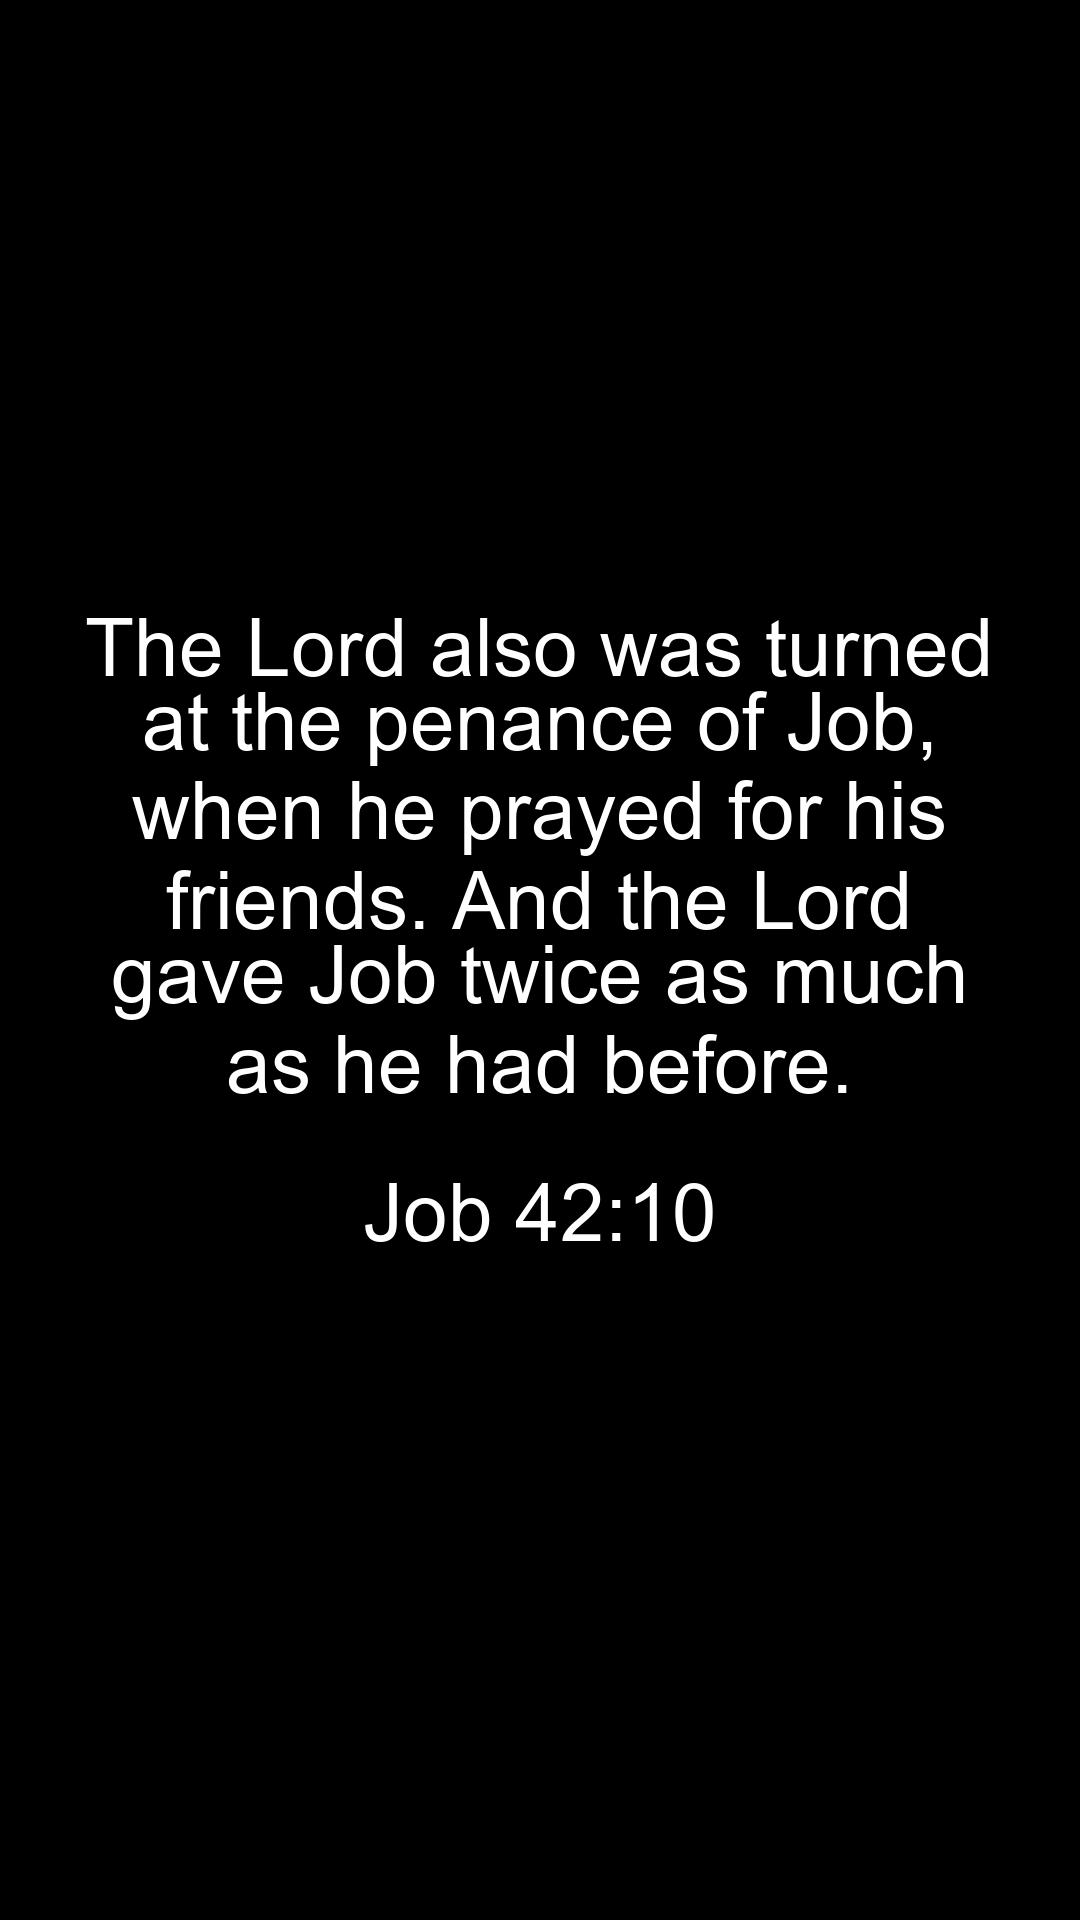 The Lord also was turned
at the penance of Job,
when he prayed for his
friends. And the Lord
gave Job twice as much
as he had before.
Job 42:10